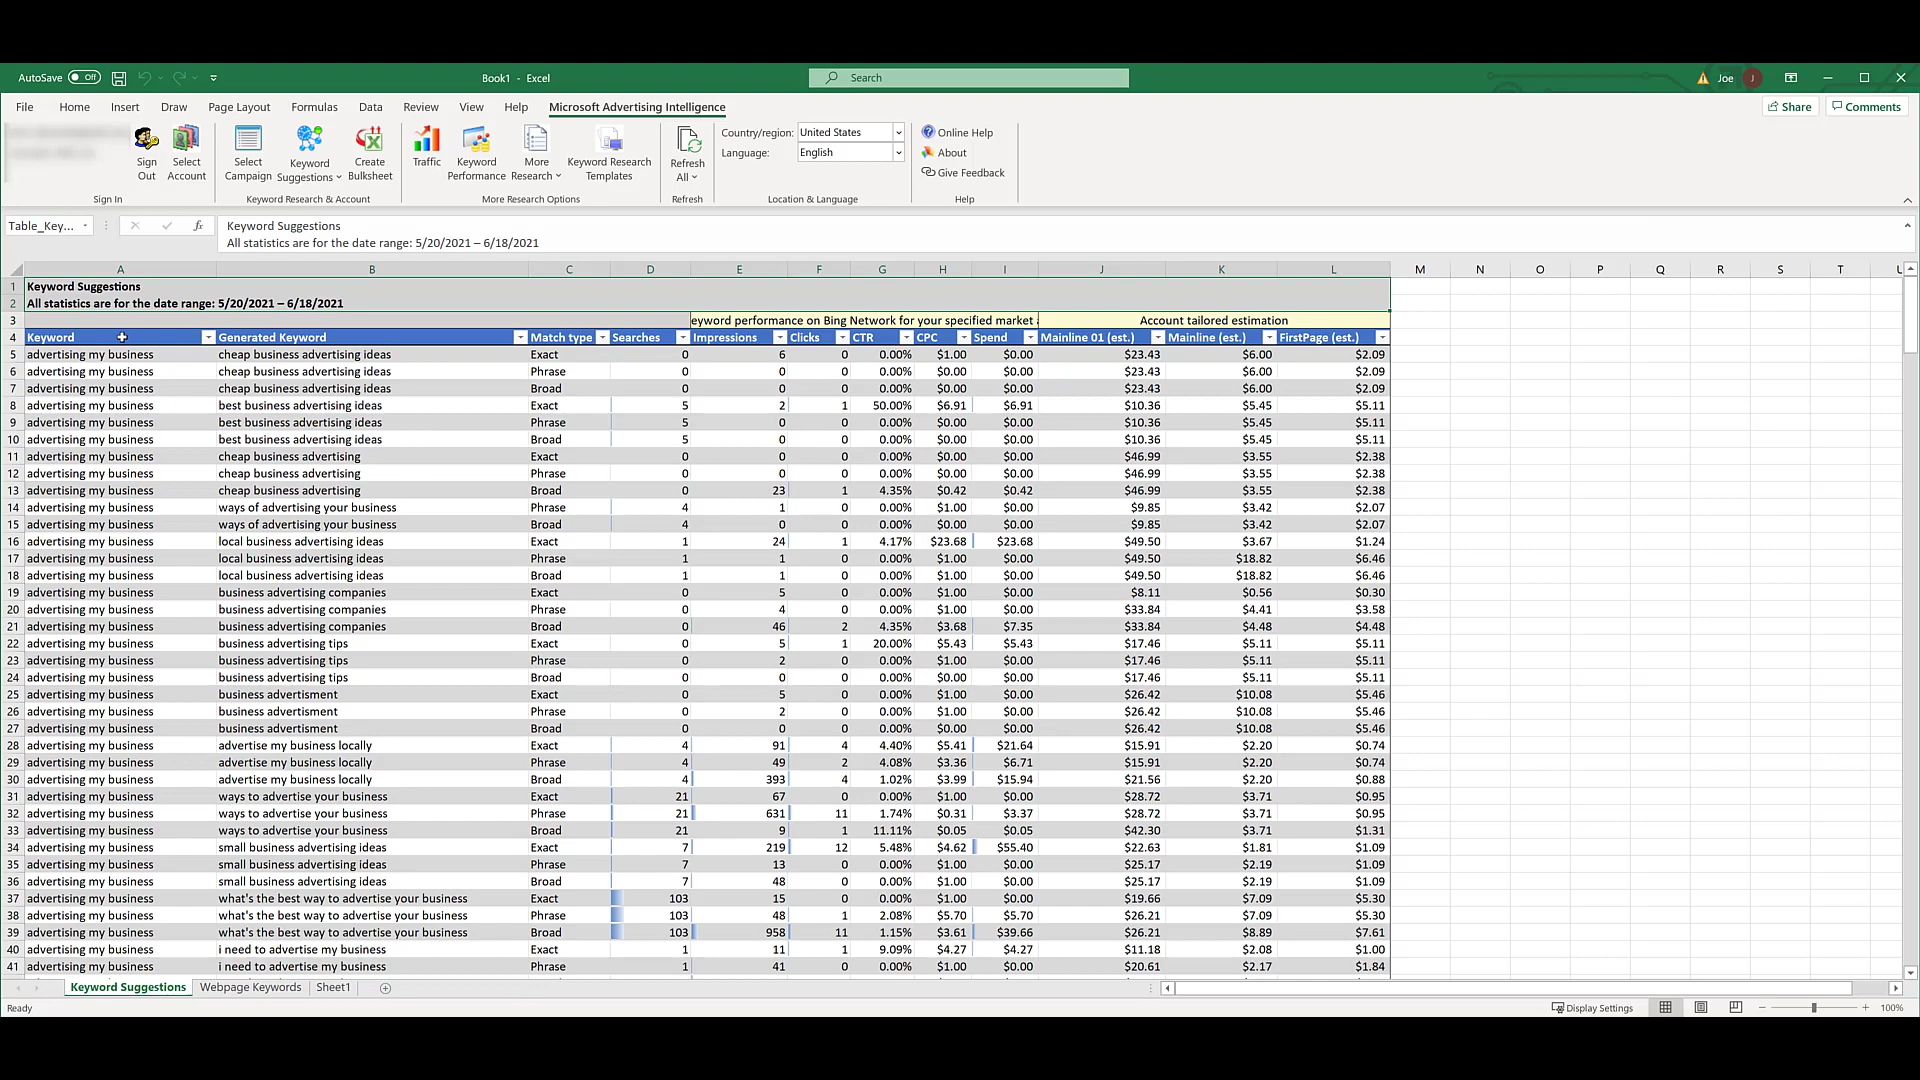 AutoSave Off Book1 - Excel Search Joe J
File Home Insert Draw Page Layout Formulas Data Review View Help Microsoft Advertising Intelligence Share Comments
Sign Out Select Account Select Campaign Keyword Suggestions Create Bulksheet Traffic Keyword Performance More Research Keyword Research Templates Refresh All
Country/region: United States
Language: English
Online Help
About
Give Feedback
Sign In Keyword Research & Account More Research Options Refresh Location & Language Help
Table_Key... fx Keyword Suggestions
All statistics are for the date range: 5/20/2021 – 6/18/2021
A B C D E F G H I J K L M N O P Q R S T U
1 Keyword Suggestions
2 All statistics are for the date range: 5/20/2021 – 6/18/2021
3 eyword performance on Bing Network for your specified market Account tailored estimation
4 Keyword Generated Keyword Match type Searches Impressions Clicks CTR CPC Spend Mainline 01 (est.) Mainline (est.) FirstPage (est.)
5 advertising my business cheap business advertising ideas Exact 0 6 0 0.00% $1.00 $0.00 $23.43 $6.00 $2.09
6 advertising my business cheap business advertising ideas Phrase 0 0 0 0.00% $0.00 $0.00 $23.43 $6.00 $2.09
7 advertising my business cheap business advertising ideas Broad 0 0 0 0.00% $0.00 $0.00 $23.43 $6.00 $2.09
8 advertising my business best business advertising ideas Exact 5 2 1 50.00% $6.91 $6.91 $10.36 $5.45 $5.11
9 advertising my business best business advertising ideas Phrase 5 0 0 0.00% $0.00 $0.00 $10.36 $5.45 $5.11
10 advertising my business best business advertising ideas Broad 5 0 0 0.00% $0.00 $0.00 $10.36 $5.45 $5.11
11 advertising my business cheap business advertising Exact 0 0 0 0.00% $0.00 $0.00 $46.99 $3.55 $2.38
12 advertising my business cheap business advertising Phrase 0 0 0 0.00% $0.00 $0.00 $46.99 $3.55 $2.38
13 advertising my business cheap business advertising Broad 0 23 1 4.35% $0.42 $0.42 $46.99 $3.55 $2.38
14 advertising my business ways of advertising your business Phrase 4 1 0 0.00% $1.00 $0.00 $9.85 $3.42 $2.07
15 advertising my business ways of advertising your business Broad 4 0 0 0.00% $0.00 $0.00 $9.85 $3.42 $2.07
16 advertising my business local business advertising ideas Exact 1 24 1 4.17% $23.68 $23.68 $49.50 $3.67 $1.24
17 advertising my business local business advertising ideas Phrase 1 1 0 0.00% $1.00 $0.00 $49.50 $18.82 $6.46
18 advertising my business local business advertising ideas Broad 1 1 0 0.00% $1.00 $0.00 $49.50 $18.82 $6.46
19 advertising my business business advertising companies Exact 0 5 0 0.00% $1.00 $0.00 $8.11 $0.56 $0.30
20 advertising my business business advertising companies Phrase 0 4 0 0.00% $1.00 $0.00 $33.84 $4.41 $3.58
21 advertising my business business advertising companies Broad 0 46 2 4.35% $3.68 $7.35 $33.84 $4.48 $4.48
22 advertising my business business advertising tips Exact 0 5 1 20.00% $5.43 $5.43 $17.46 $5.11 $5.11
23 advertising my business business advertising tips Phrase 0 2 0 0.00% $1.00 $0.00 $17.46 $5.11 $5.11
24 advertising my business business advertising tips Broad 0 0 0 0.00% $0.00 $0.00 $17.46 $5.11 $5.11
25 advertising my business business advertisment Exact 0 5 0 0.00% $1.00 $0.00 $26.42 $10.08 $5.46
26 advertising my business business advertisment Phrase 0 2 0 0.00% $1.00 $0.00 $26.42 $10.08 $5.46
27 advertising my business business advertisment Broad 0 0 0 0.00% $0.00 $0.00 $26.42 $10.08 $5.46
28 advertising my business advertise my business locally Exact 4 91 4 4.40% $5.41 $21.64 $15.91 $2.20 $0.74
29 advertising my business advertise my business locally Phrase 4 49 2 4.08% $3.36 $6.71 $15.91 $2.20 $0.74
30 advertising my business advertise my business locally Broad 4 393 4 1.02% $3.99 $15.94 $21.56 $2.20 $0.88
31 advertising my business ways to advertise your business Exact 21 67 0 0.00% $1.00 $0.00 $28.72 $3.71 $0.95
32 advertising my business ways to advertise your business Phrase 21 631 11 1.74% $0.31 $3.37 $28.72 $3.71 $0.95
33 advertising my business ways to advertise your business Broad 21 9 1 11.11% $0.05 $0.05 $42.30 $3.71 $1.31
34 advertising my business small business advertising ideas Exact 7 219 12 5.48% $4.62 $55.40 $22.63 $1.81 $1.09
35 advertising my business small business advertising ideas Phrase 7 13 0 0.00% $1.00 $0.00 $25.17 $2.19 $1.09
36 advertising my business small business advertising ideas Broad 7 48 0 0.00% $1.00 $0.00 $25.17 $2.19 $1.09
37 advertising my business what's the best way to advertise your business Exact 103 15 0 0.00% $1.00 $0.00 $19.66 $7.09 $5.30
38 advertising my business what's the best way to advertise your business Phrase 103 48 1 2.08% $5.70 $5.70 $26.21 $7.09 $5.30
39 advertising my business what's the best way to advertise your business Broad 103 958 11 1.15% $3.61 $39.66 $26.21 $8.89 $7.61
40 advertising my business i need to advertise my business Exact 1 11 1 9.09% $4.27 $4.27 $11.18 $2.08 $1.00
41 advertising my business i need to advertise my business Phrase 1 41 0 0.00% $1.00 $0.00 $20.61 $2.17 $1.84
Keyword Suggestions Webpage Keywords Sheet1
Ready Display Settings 100%